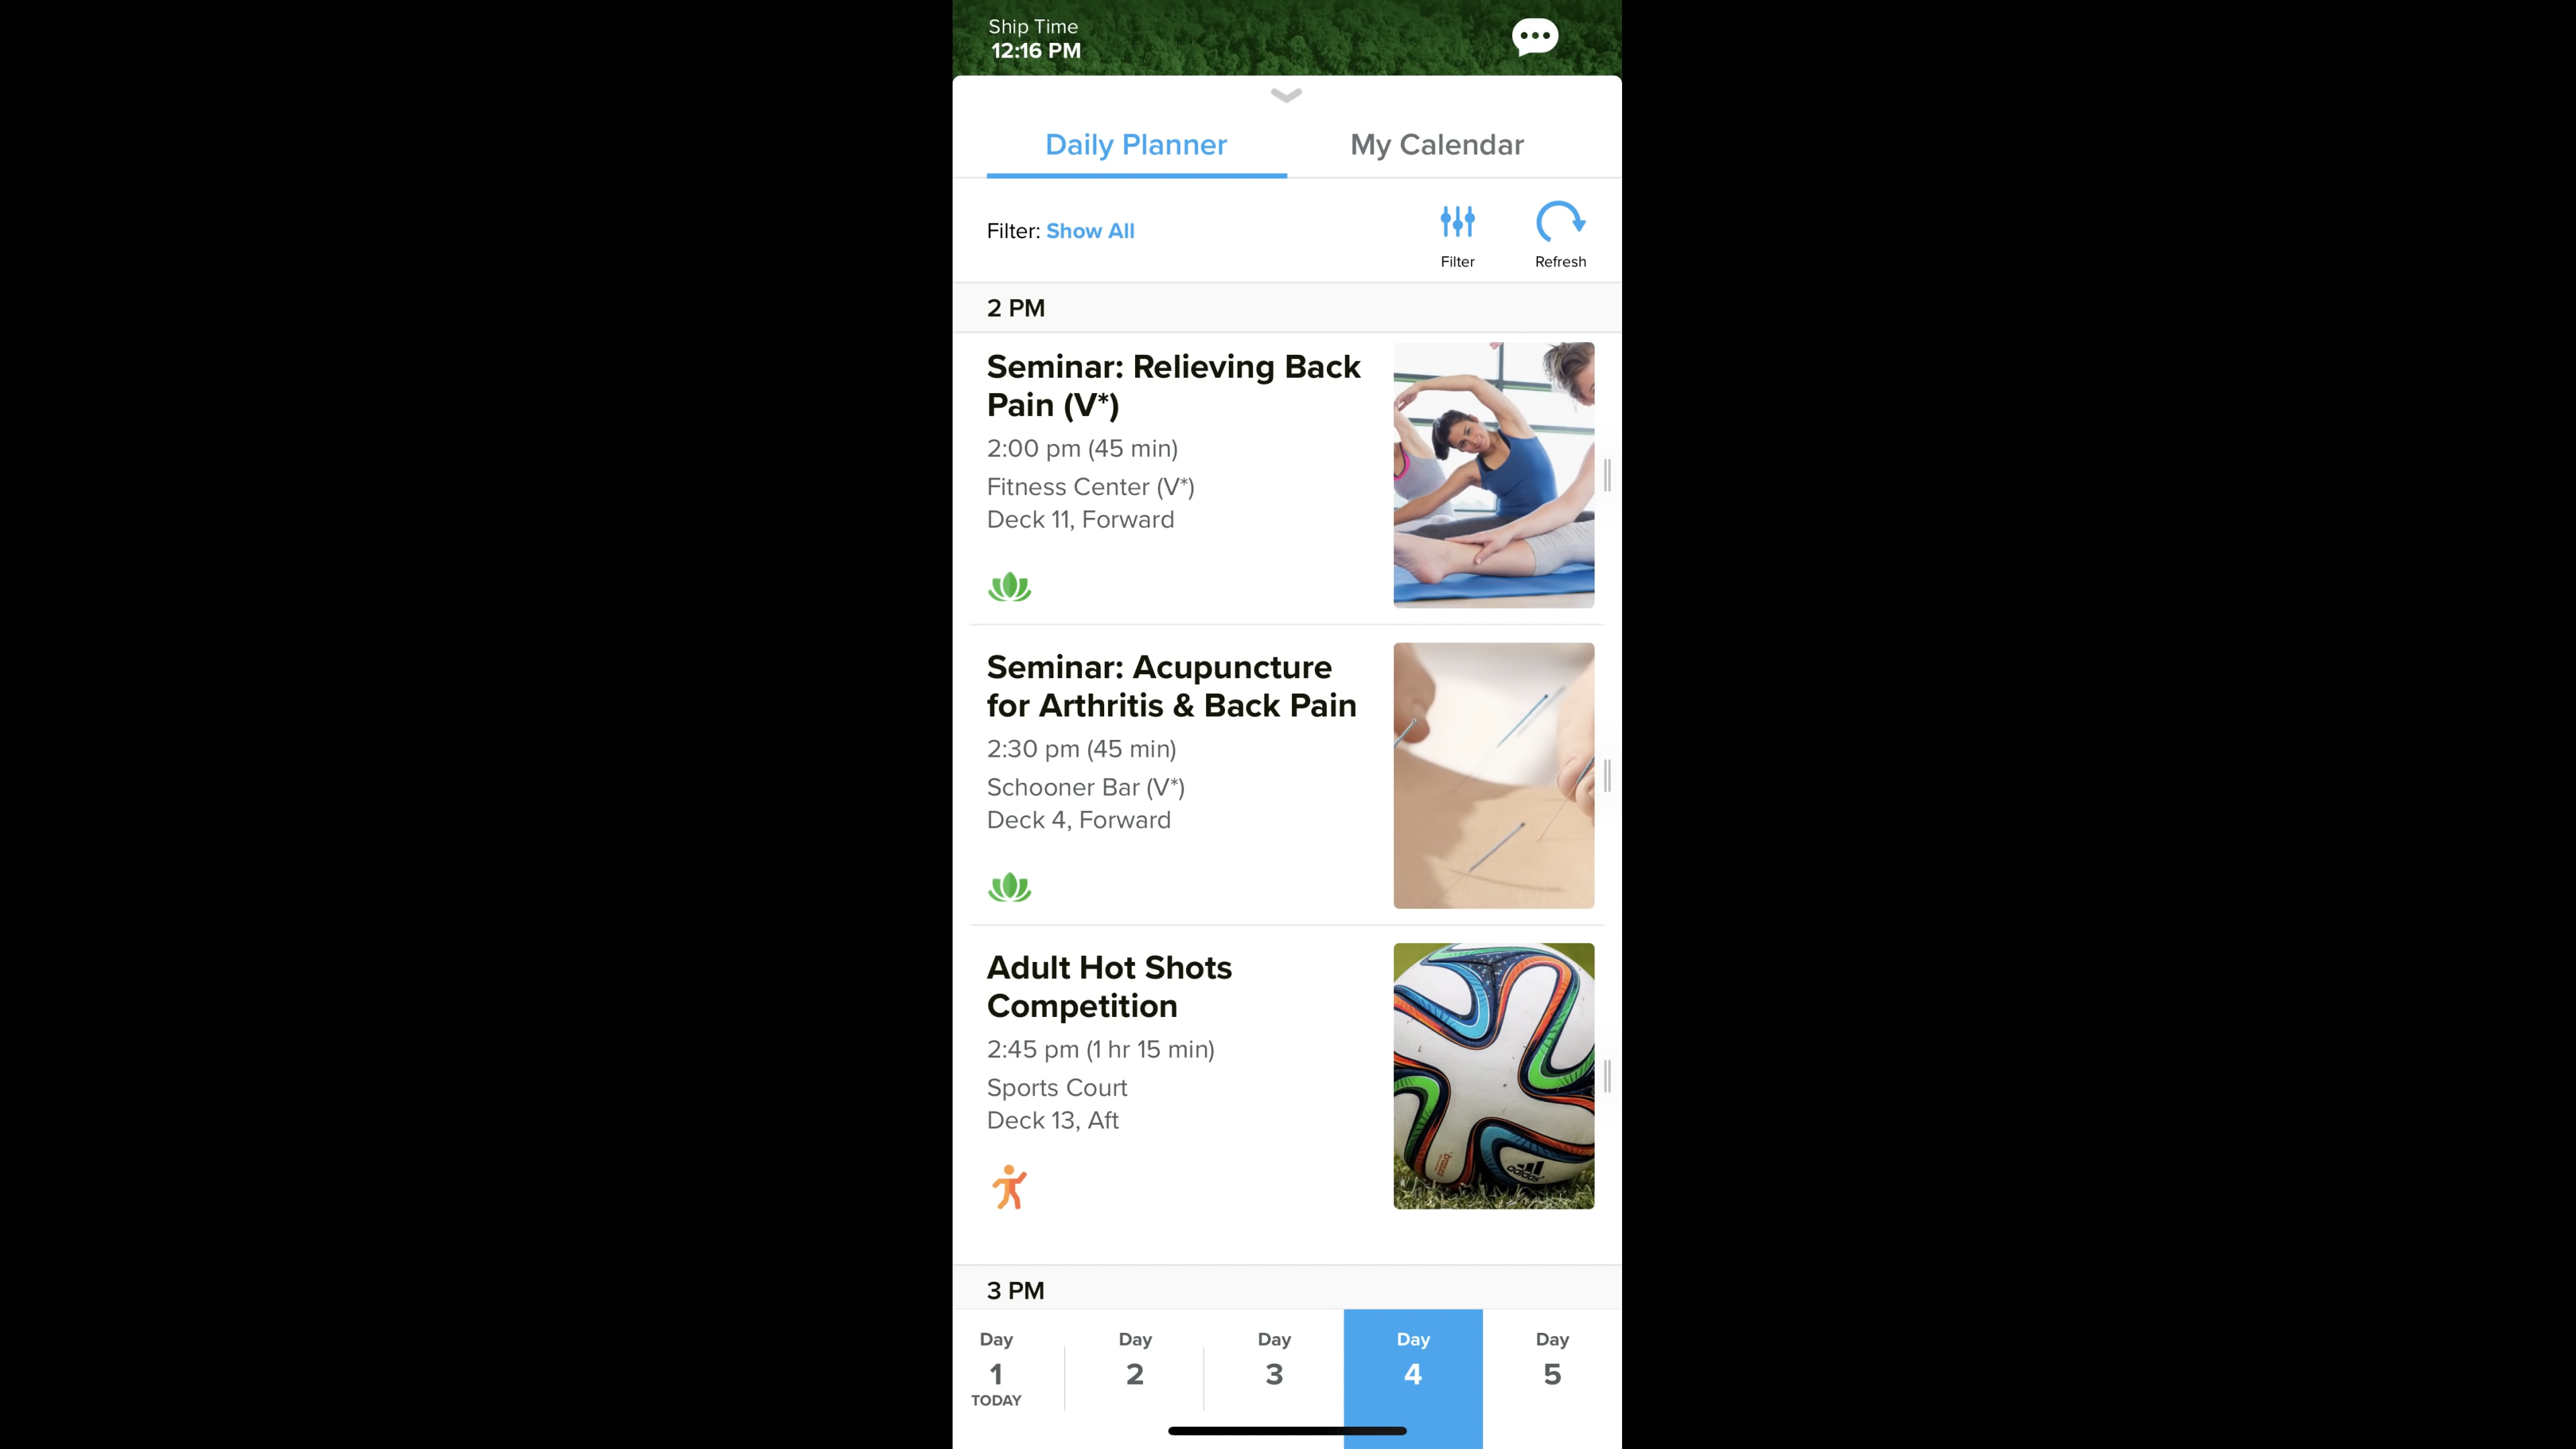 Ship Time
12:16 PM
Daily Planner
My Calendar
Filter: Show All
Filter
Refresh
2 PM
Seminar: Relieving Back
Pain (V*)
2:00 pm (45 min)
Fitness Center (V*)
Deck 11, Forward
Seminar: Acupuncture
for Arthritis & Back Pain
2:30 pm (45 min)
Schooner Bar (V*)
Deck 4, Forward
Adult Hot Shots
Competition
2:45 pm (1 hr 15 min)
Sports Court
Deck 13, Aft
adidas
3 PM
Day
1
TODAY
Day
2
Day
3
Day
4
Day
5